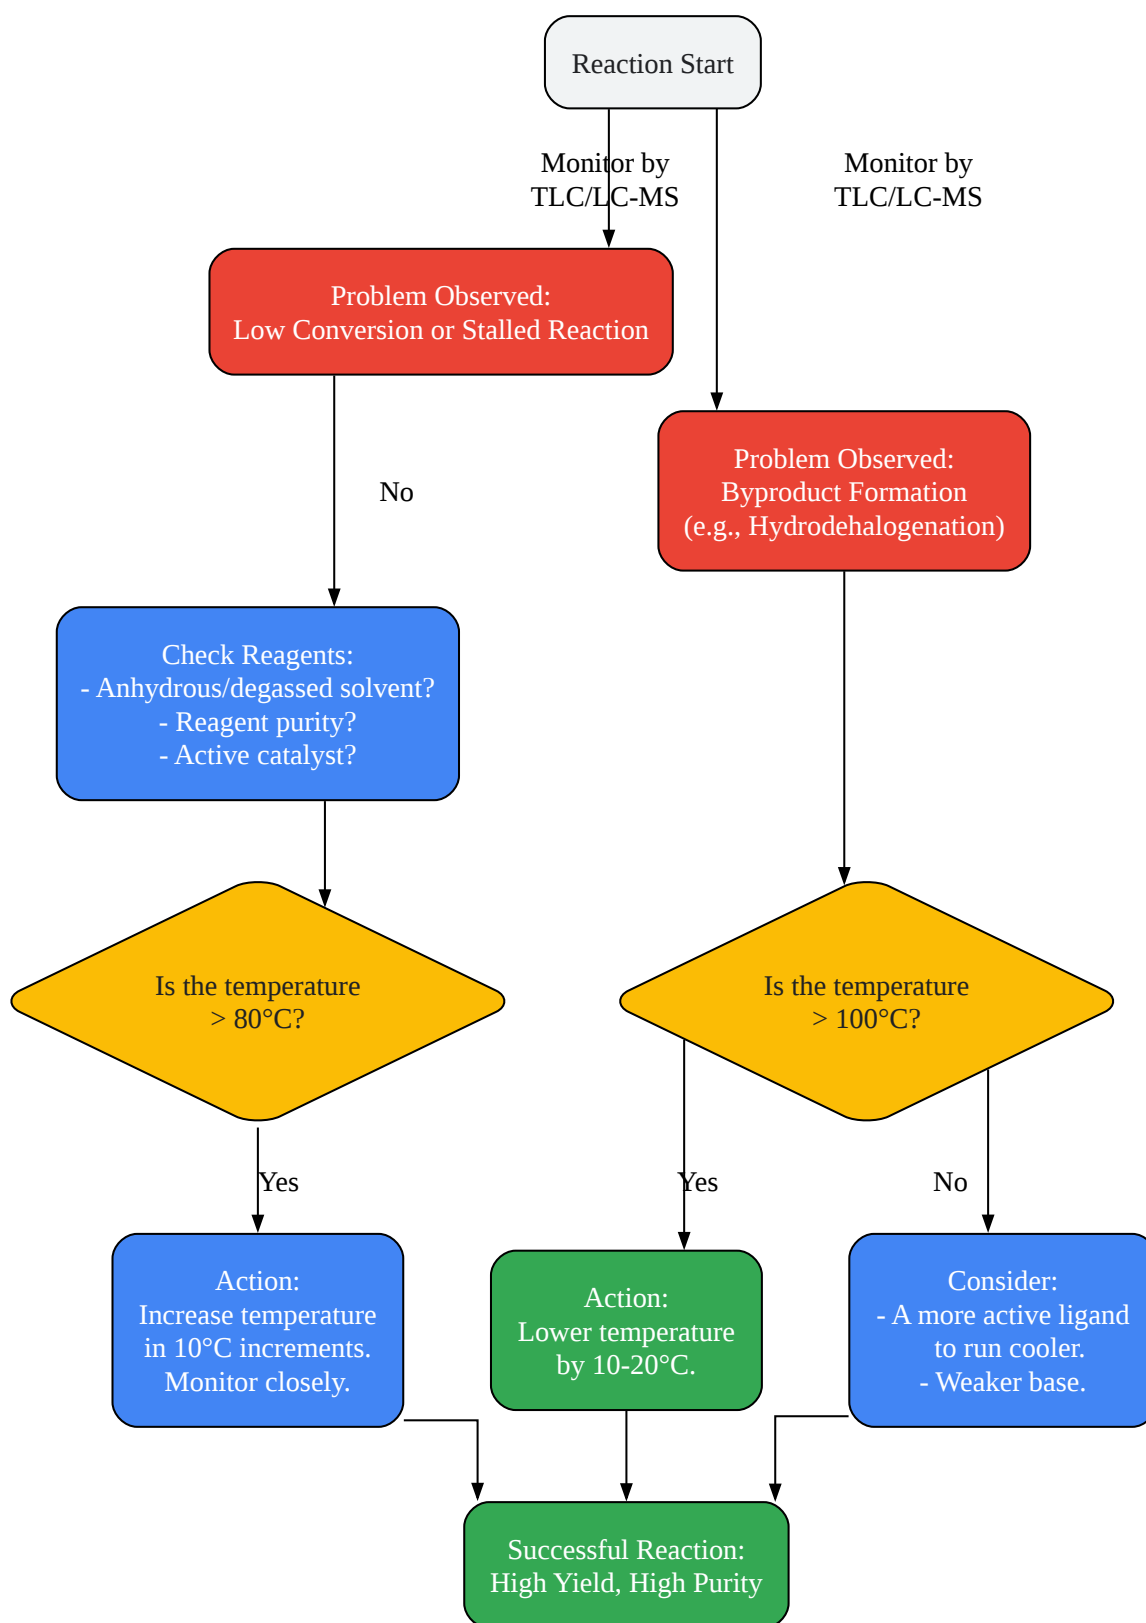 Reaction Start
Monitor by
TLC/LC-MS
Monitor by
TLC/LC-MS
Problem Observed:
Low Conversion or Stalled Reaction
Problem Observed:
Byproduct Formation
(e.g., Hydrodehalogenation)
No
Check Reagents:
- Anhydrous/degassed solvent?
- Reagent purity?
- Active catalyst?
Is the temperature
> 80°C?
Is the temperature
> 100°C?
Yes
Yes
No
Action:
Increase temperature
in 10°C increments.
Monitor closely.
Action:
Lower temperature
by 10-20°C.
Consider:
- A more active ligand
to run cooler.
- Weaker base.
Successful Reaction:
High Yield, High Purity